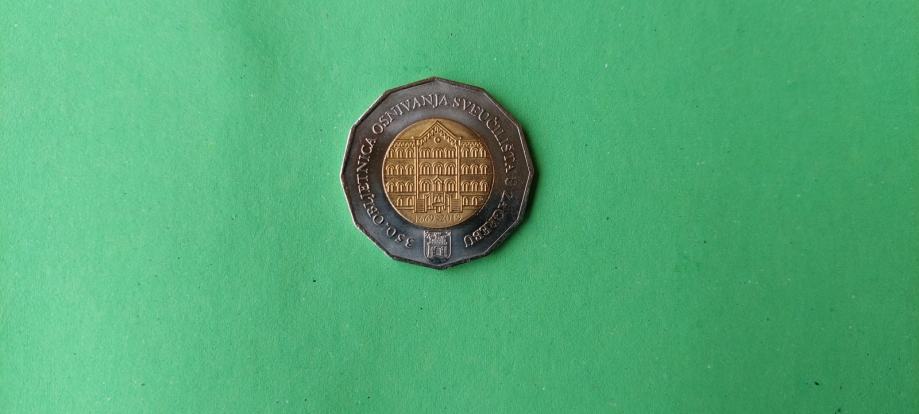 350. OBLJETNICA OSNIVANJA SVEUČILIŠTA U ZAGREBU
1669-2019